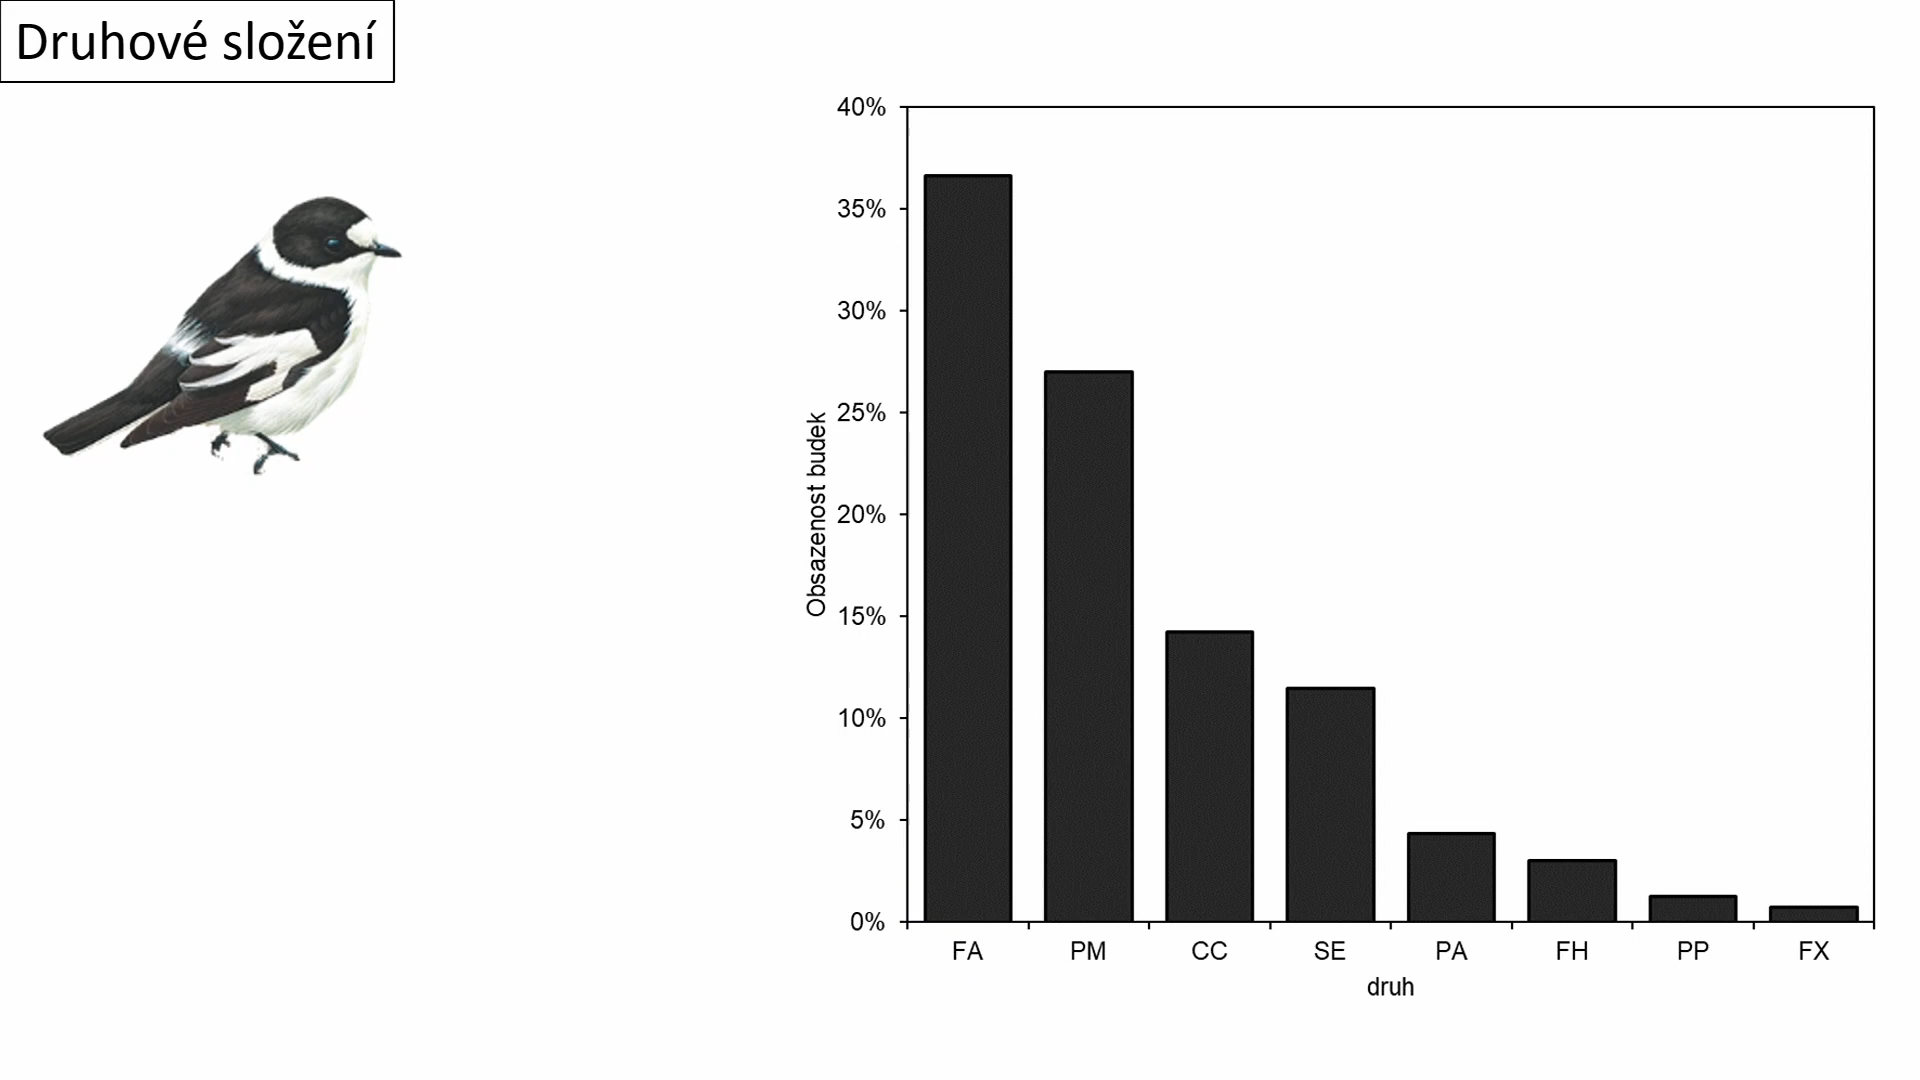 Druhové složení
40%
35%
30%
25%
20%
15%
10%
5%
0%
Obsazenost budek
FA PM CC SE PA FH PP FX
druh